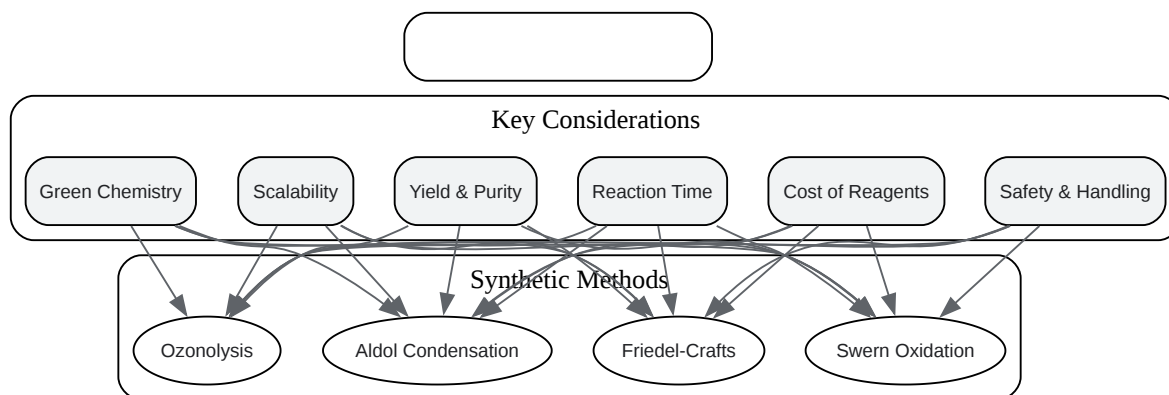 Key Considerations
Green Chemistry
Scalability
Yield & Purity
Reaction Time
Cost of Reagents
Safety & Handling
Synthetic Methods
Ozonolysis
Aldol Condensation
Friedel-Crafts
Swern Oxidation